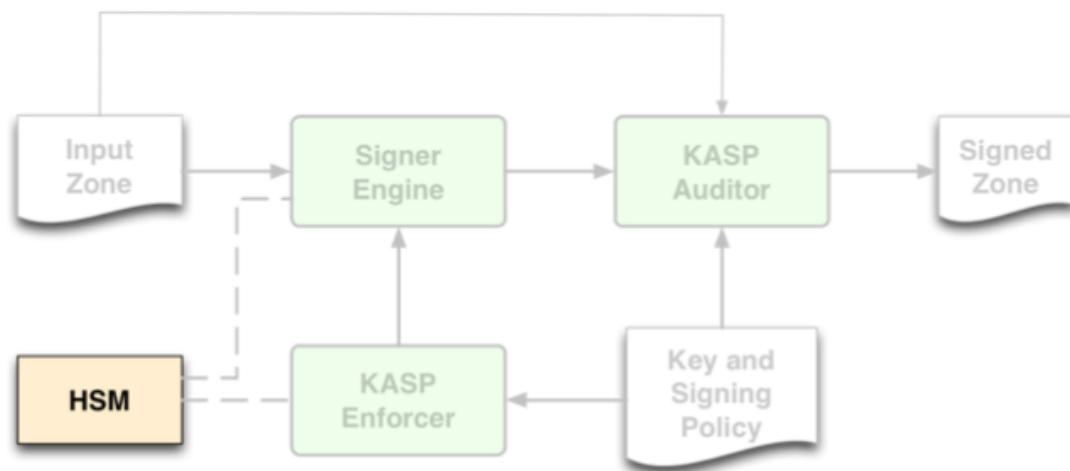 Input
Zone
Signer
Engine
KASP
Auditor
Signed
Zone
HSM
KASP
Enforcer
Key and
Signing
Policy